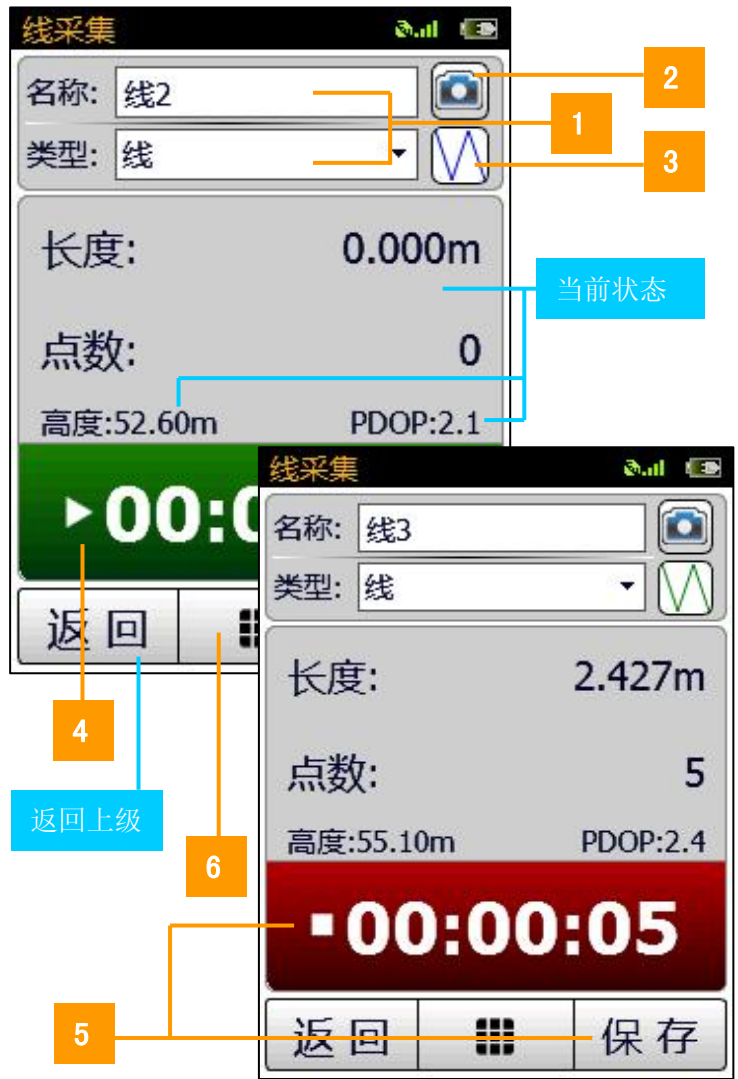 线采集
名称: 线2
2
1
类型: 线
3
长度: 0.000m
当前状态
点数: 0
高度:52.60m PDOP:2.1
00:0
返回
4
返回上级
6
线采集
名称: 线3
类型: 线
长度: 2.427m
点数: 5
高度:55.10m PDOP:2.4
00:00:05
5
返回 保存